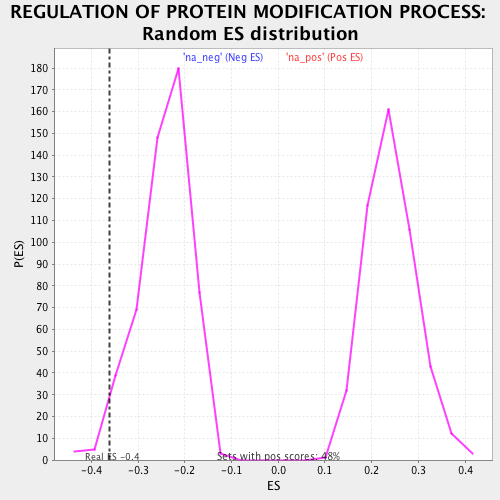 REGULATION OF PROTEIN MODIFICATION PROCESS:
Random ES distribution
'na_neg' (Neg ES) 'na_pos' (Pos ES)
180
170
160
150
140
130
120
110
100
90
80
70
60
50
40
30
20
10
0
P(ES)
Real ES -0.4
Sets with pos scores: 48%
-0.4 -0.3 -0.2 -0.1 0.0 0.1 0.2 0.3 0.4
ES